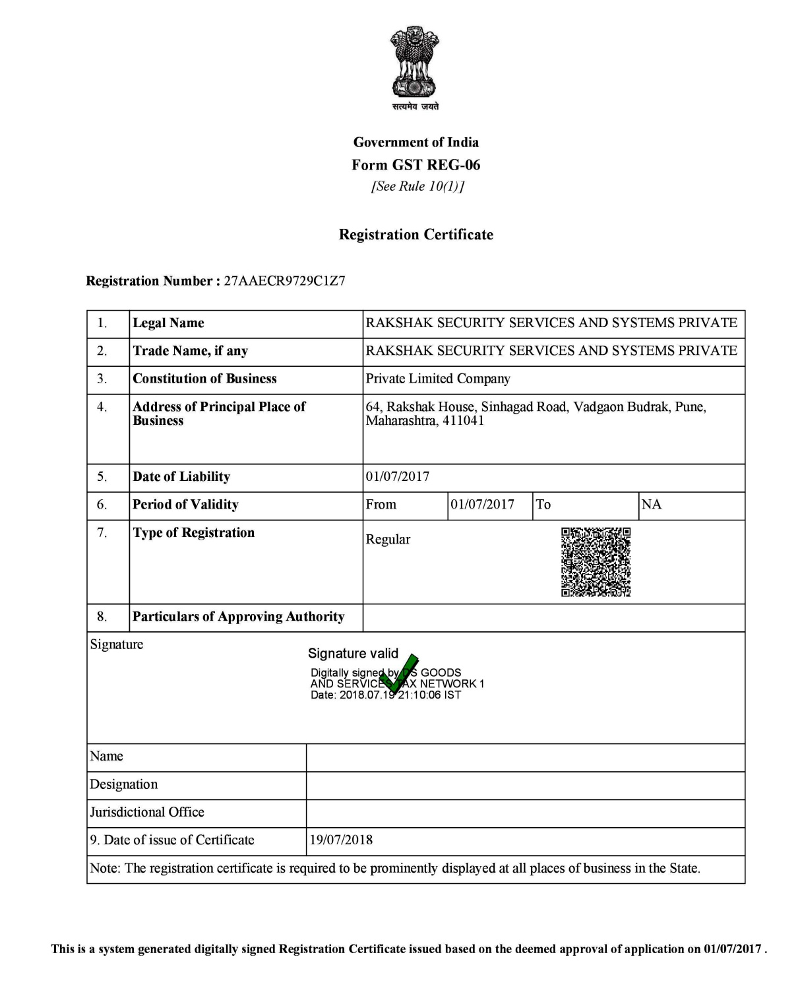 सत्यमेव जयते
Government of India
Form GST REG-06
[See Rule 10(1)]
Registration Certificate
Registration Number : 27AAECR9729C1Z7
1. Legal Name RAKSHAK SECURITY SERVICES AND SYSTEMS PRIVATE
2. Trade Name, if any RAKSHAK SECURITY SERVICES AND SYSTEMS PRIVATE
3. Constitution of Business Private Limited Company
4. Address of Principal Place of 64, Rakshak House, Sinhagad Road, Vadgaon Budrak, Pune,
Business Maharashtra, 411041
5. Date of Liability 01/07/2017
6. Period of Validity From 01/07/2017 To NA
7. Type of Registration Regular
8. Particulars of Approving Authority
Signature
Signature valid
Digitally signed by DS GOODS
AND SERVICES TAX NETWORK 1
Date: 2018.07.19 21:10:06 IST
Name
Designation
Jurisdictional Office
9. Date of issue of Certificate 19/07/2018
Note: The registration certificate is required to be prominently displayed at all places of business in the State.
This is a system generated digitally signed Registration Certificate issued based on the deemed approval of application on 01/07/2017 .